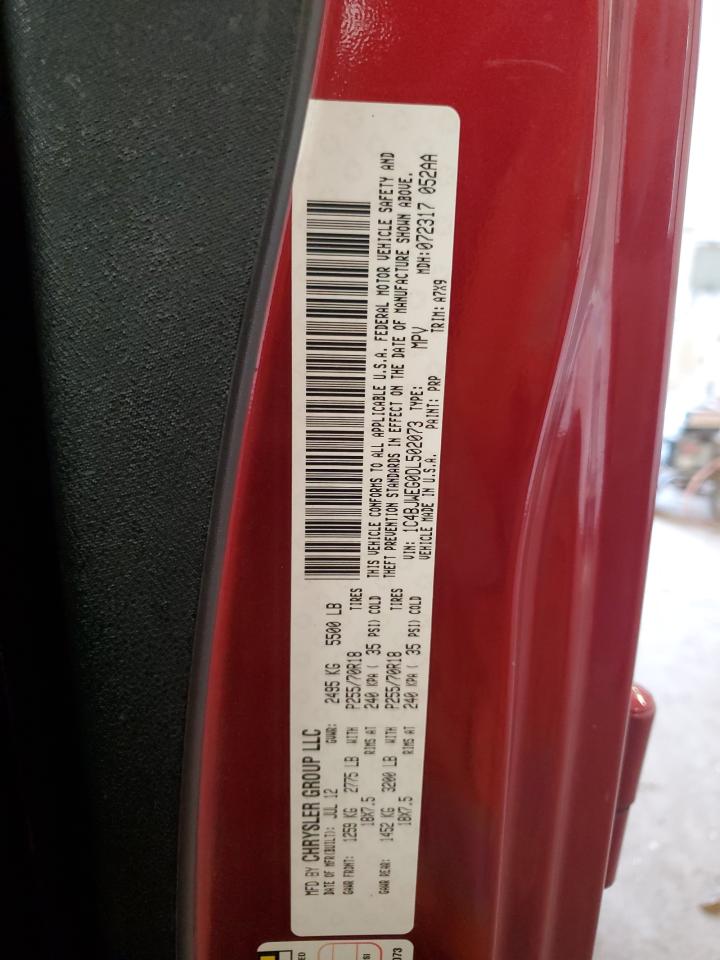 MFD BY CHRYSLER GROUP LLC
DATE OF MFR(BUILT): JUL 12 GVWR: 2495 KG 5500 LB
GAWR FRONT: 1259 KG 2775 LB WITH P255/70R18 TIRES
18X7.5 RIMS AT 240 KPA ( 35 PSI) COLD
GAWR REAR: 1452 KG 3200 LB WITH P255/70R18 TIRES
18X7.5 RIMS AT 240 KPA ( 35 PSI) COLD
THIS VEHICLE CONFORMS TO ALL APPLICABLE U.S.A. FEDERAL MOTOR VEHICLE SAFETY AND
THEFT PREVENTION STANDARDS IN EFFECT ON THE DATE OF MANUFACTURE SHOWN ABOVE.
VIN: 1C4BJWEG0DL502073 TYPE: MPV MDH:072317 052AA
VEHICLE MADE IN U.S.A. PAINT: PRP TRIM: A7X9
SI
073